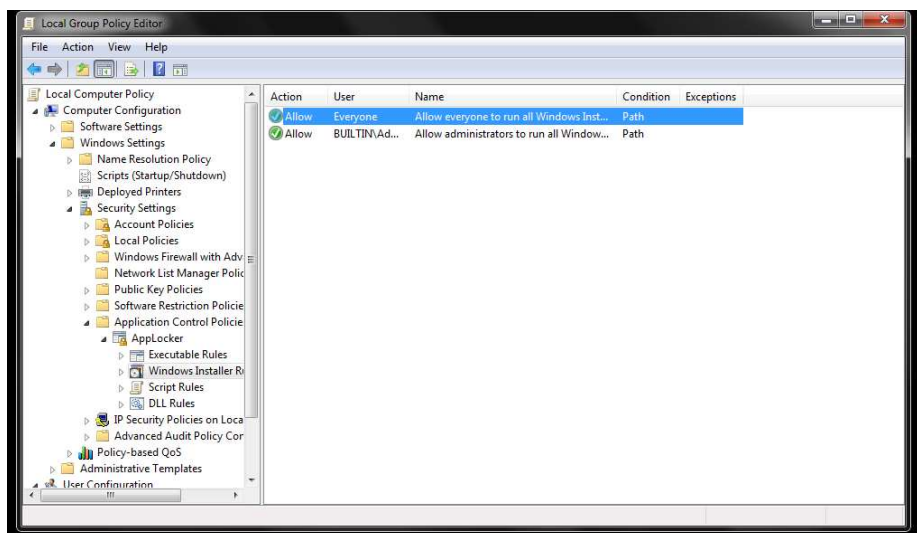 Local Group Policy Editor
File Action View Help
Local Computer Policy
Computer Configuration
Software Settings
Windows Settings
Name Resolution Policy
Scripts (Startup/Shutdown)
Deployed Printers
Security Settings
Account Policies
Local Policies
Windows Firewall with Adv
Network List Manager Polic
Public Key Policies
Software Restriction Policie
Application Control Policie
AppLocker
Executable Rules
Windows Installer Ru
Script Rules
DLL Rules
IP Security Policies on Loca
Advanced Audit Policy Cor
Policy-based QoS
Administrative Templates
User Configuration
Action User Name Condition Exceptions
Allow Everyone Allow everyone to run all Windows Inst... Path
Allow BUILTIN\Ad... Allow administrators to run all Window... Path